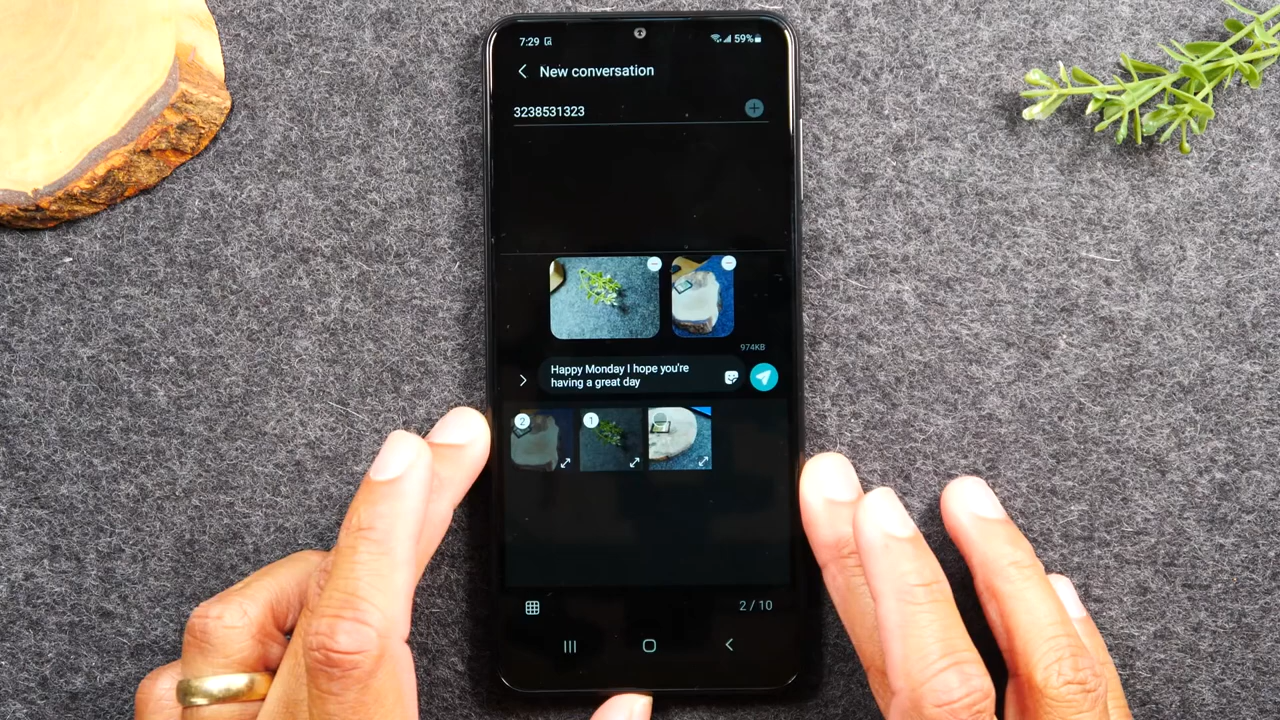 7:29 59%
New conversation
3238531323
974KB
Happy Monday I hope you're
having a great day
2 1
2 / 10